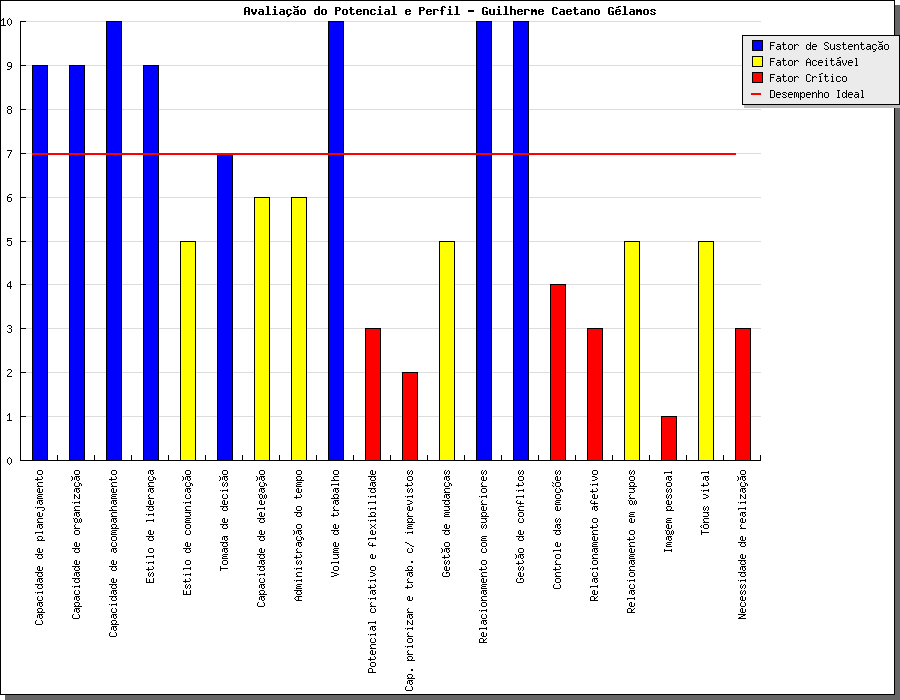 Avaliação do Potencial e Perfil - Guilherme Caetano Gélamos
10
9
8
7
6
5
4
3
2
1
0
Fator de Sustentação
Fator Aceitável
Fator Crítico
Desempenho Ideal
Capacidade de planejamento
Capacidade de organização
Capacidade de acompanhamento
Estilo de liderança
Estilo de comunicação
Tomada de decisão
Capacidade de delegação
Administração do tempo
Volume de trabalho
Potencial criativo e flexibilidade
Cap. priorizar e trab. c/ imprevistos
Gestão de mudanças
Relacionamento com superiores
Gestão de conflitos
Controle das emoções
Relacionamento afetivo
Relacionamento em grupos
Imagem pessoal
Tônus vital
Necessidade de realização